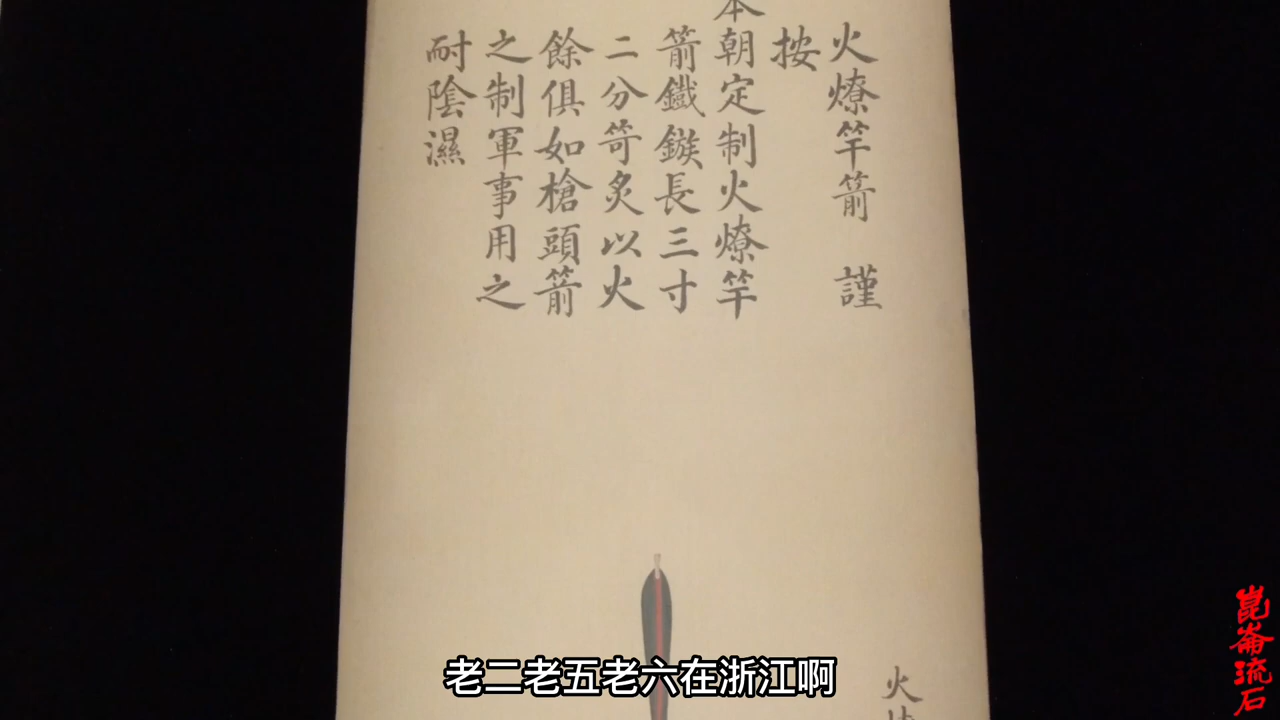 火燎竿箭 謹
按
本朝定制火燎竿
箭鐵鏃長三寸
二分笴炙以火
餘俱如槍頭箭
之制軍事用之
耐陰濕
火
老二老五老六在浙江啊
崑崙流石